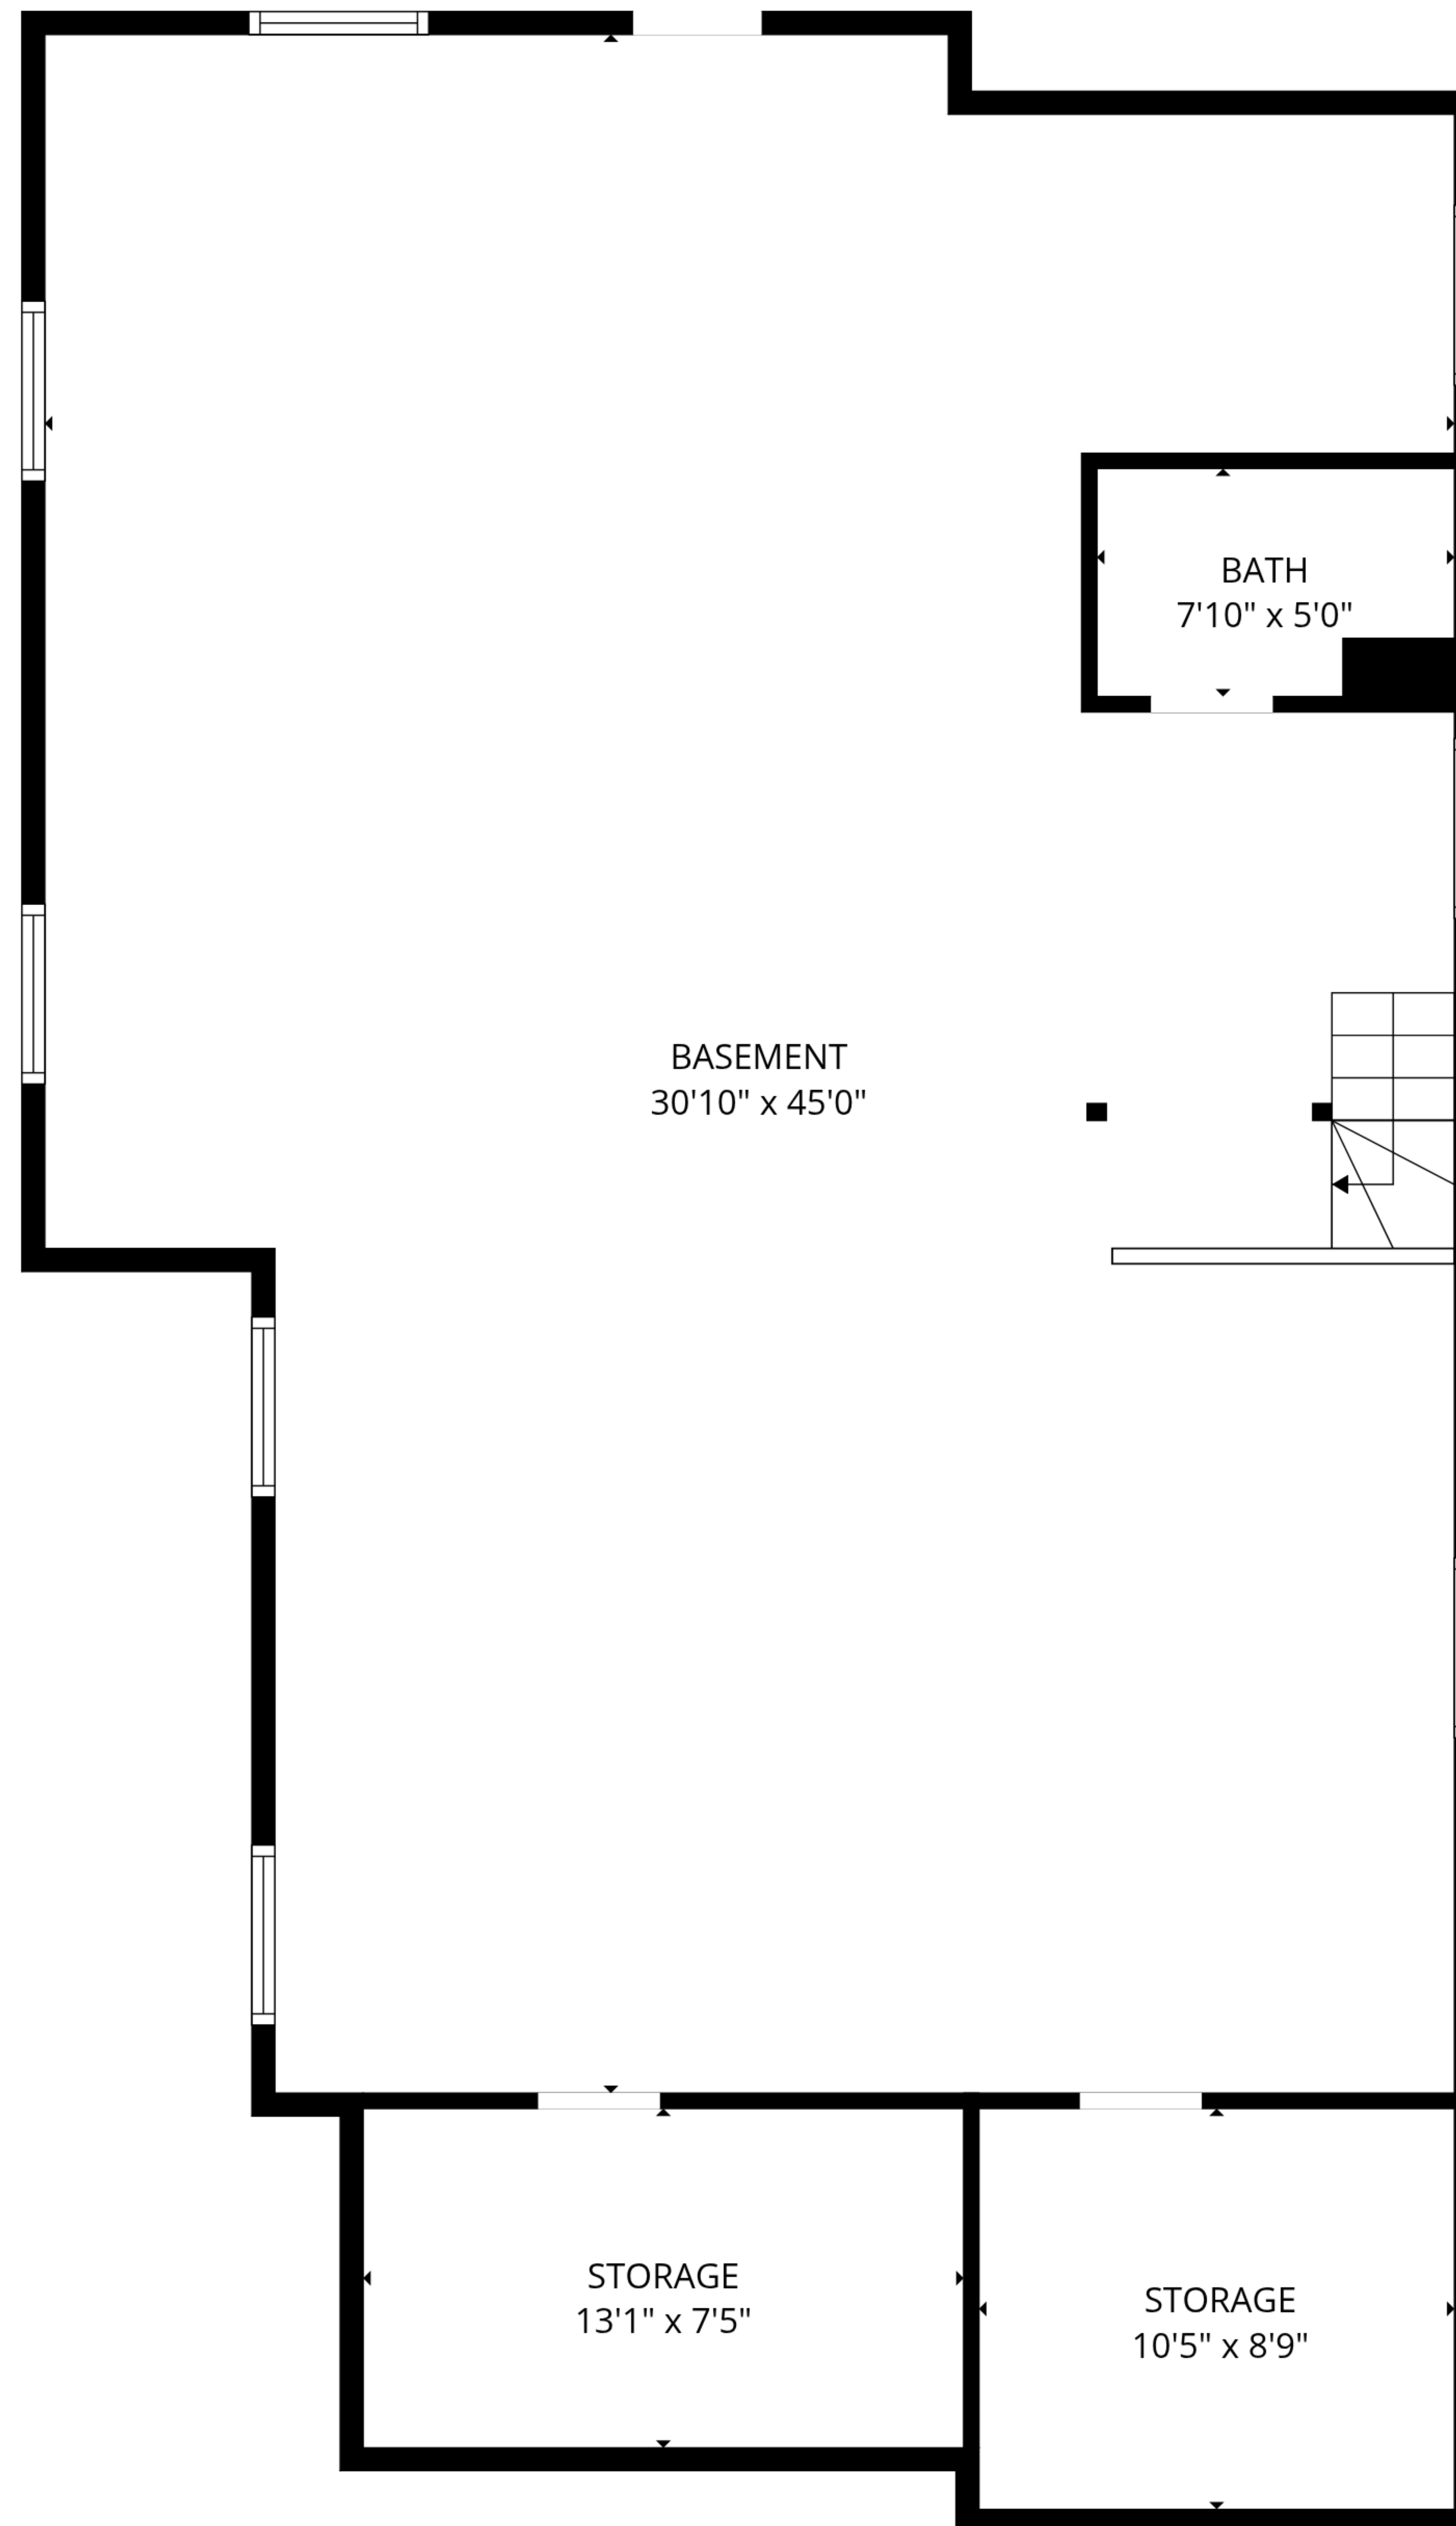 BATH
7'10" x 5'0"
BASEMENT
30'10" x 45'0"
STORAGE
13'1" x 7'5"
STORAGE
10'5" x 8'9"